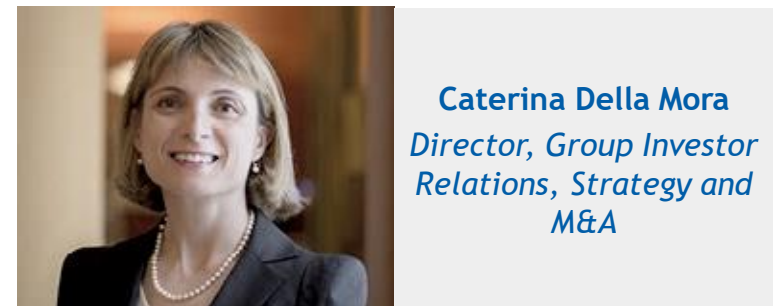 Caterina Della Mora
Director, Group Investor
Relations, Strategy and
M&A